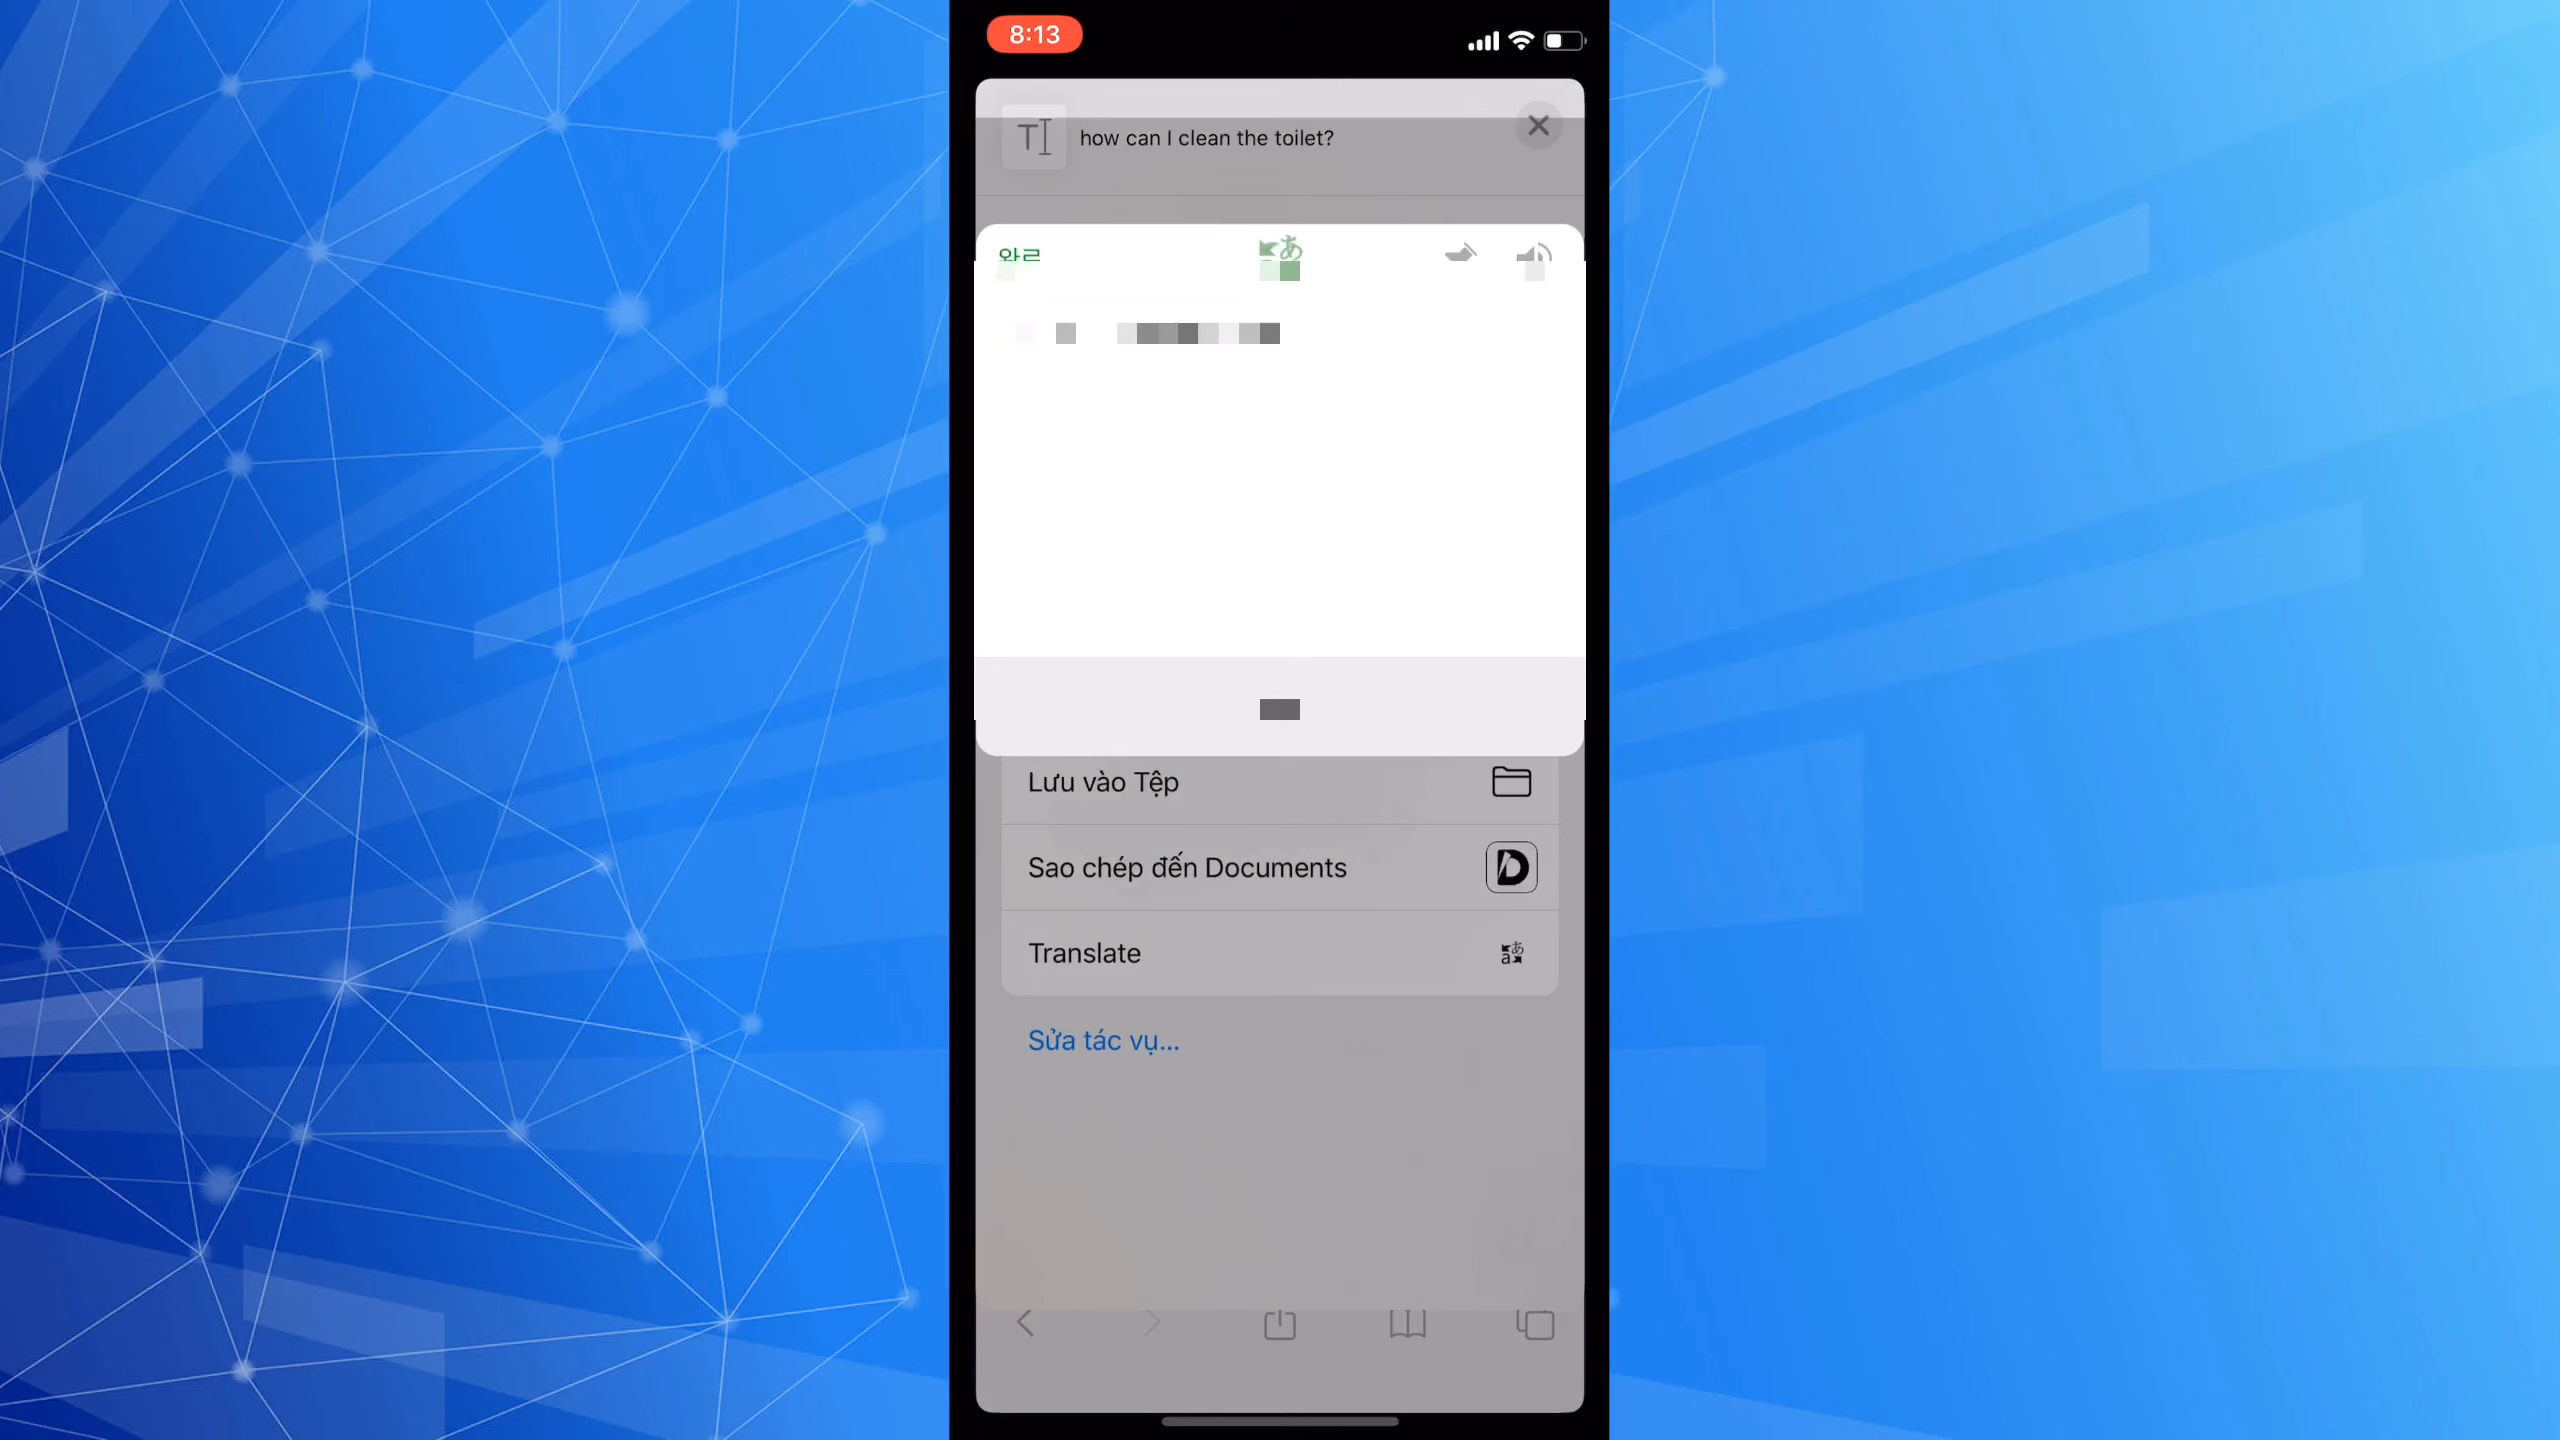 8:13
how can I clean the toilet?
Lưu vào Tệp
Sao chép đến Documents
Translate
Sửa tác vụ...